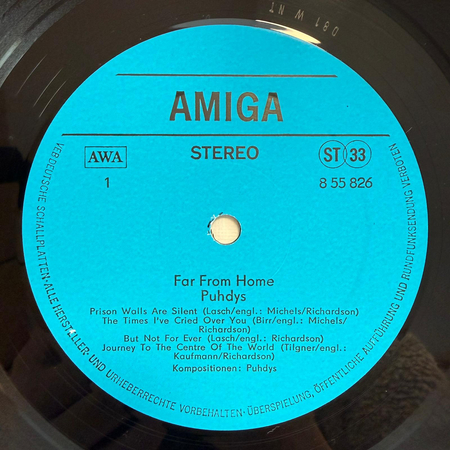 AMIGA
AWA STEREO ST 33
1 8 55 826
Far From Home
Puhdys
Prison Walls Are Silent (Lasch/engl.: Michels/Richardson)
The Times I've Cried Over You (Birr/engl.: Michels/
Richardson)
But Not For Ever (Lasch/engl.: Richardson)
Journey To The Centre Of The World (Tilgner/engl.:
Kaufmann/Richardson)
Kompositionen: Puhdys
VEB DEUTSCHE SCHALLPLATTEN · ALLE HERSTELLER- UND URHEBERRECHTE VORBEHALTEN · ÜBERSPIELUNG, ÖFFENTLICHE AUFFÜHRUNG UND RUNDFUNKSENDUNG VERBOTEN